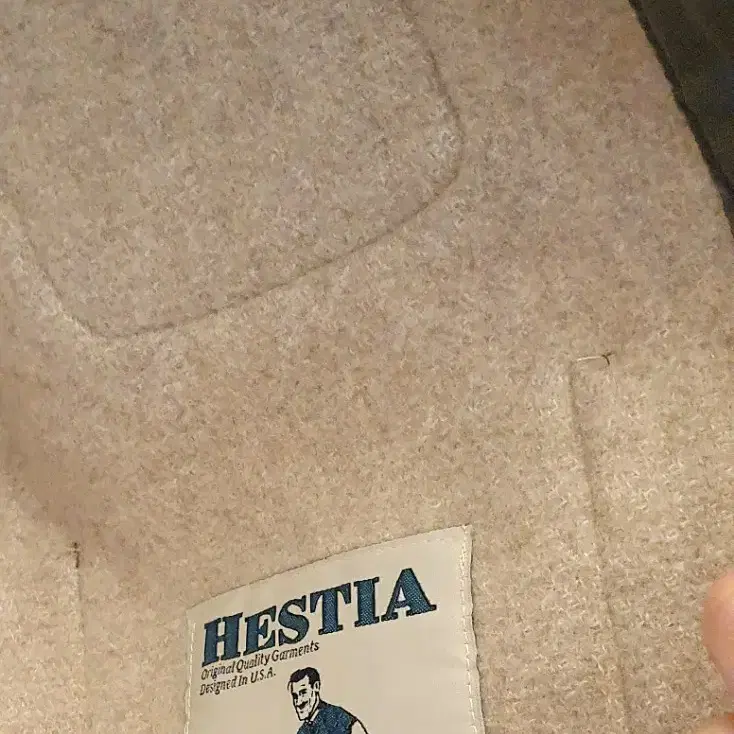 HESTIA
Original Quality Garments
Designed In U.S.A.